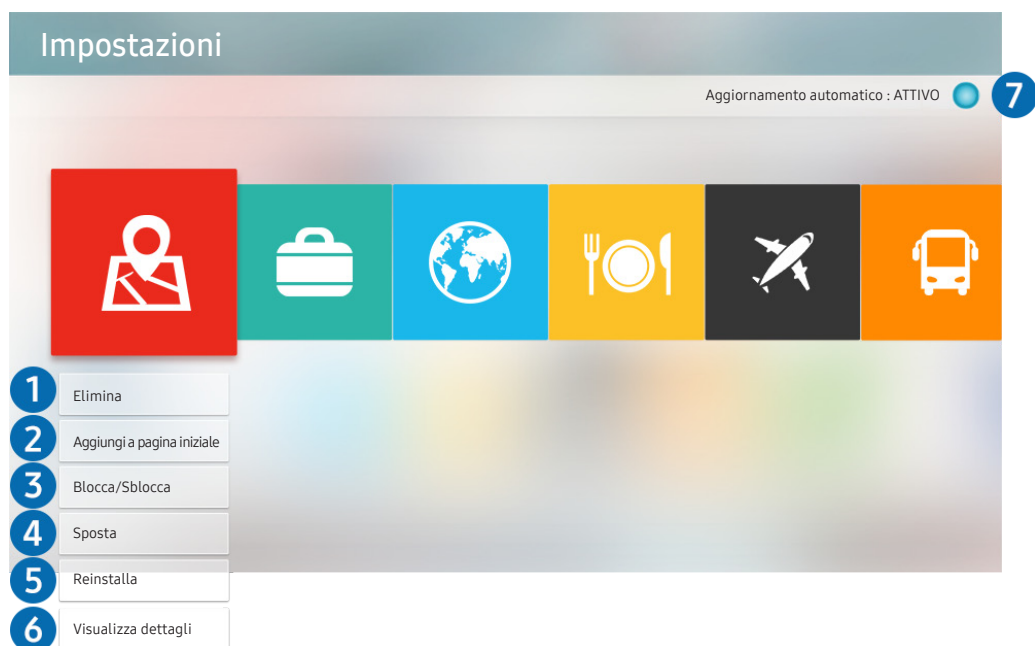 Impostazioni
Aggiornamento automatico : ATTIVO 7
1 Elimina
2 Aggiungi a pagina iniziale
3 Blocca/Sblocca
4 Sposta
5 Reinstalla
6 Visualizza dettagli